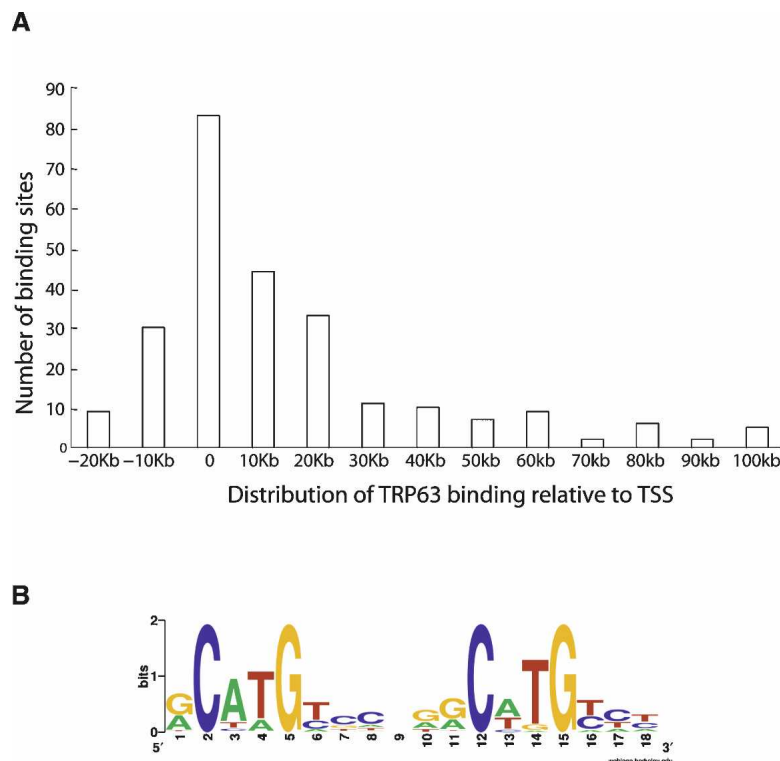 A
90
80
70
60
50
40
30
20
10
0
Number of binding sites
−20Kb −10Kb 0 10Kb 20Kb 30Kb 40Kb 50kb 60kb 70kb 80kb 90kb 100kb
Distribution of TRP63 binding relative to TSS
B
2
1
0
bits
G C A T G T C C G G C A T G T C T
A T A C A A T C T C
5′ 1 2 3 4 5 6 7 8 9 10 11 12 13 14 15 16 17 18 3′